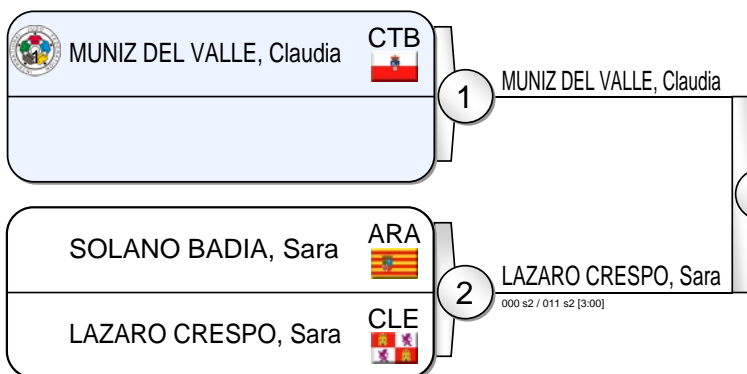 1
MUNIZ DEL VALLE, Claudia
CTB
1
MUNIZ DEL VALLE, Claudia
SOLANO BADIA, Sara
ARA
LAZARO CRESPO, Sara
CLE
2
LAZARO CRESPO, Sara
000 s2 / 011 s2 [3:00]